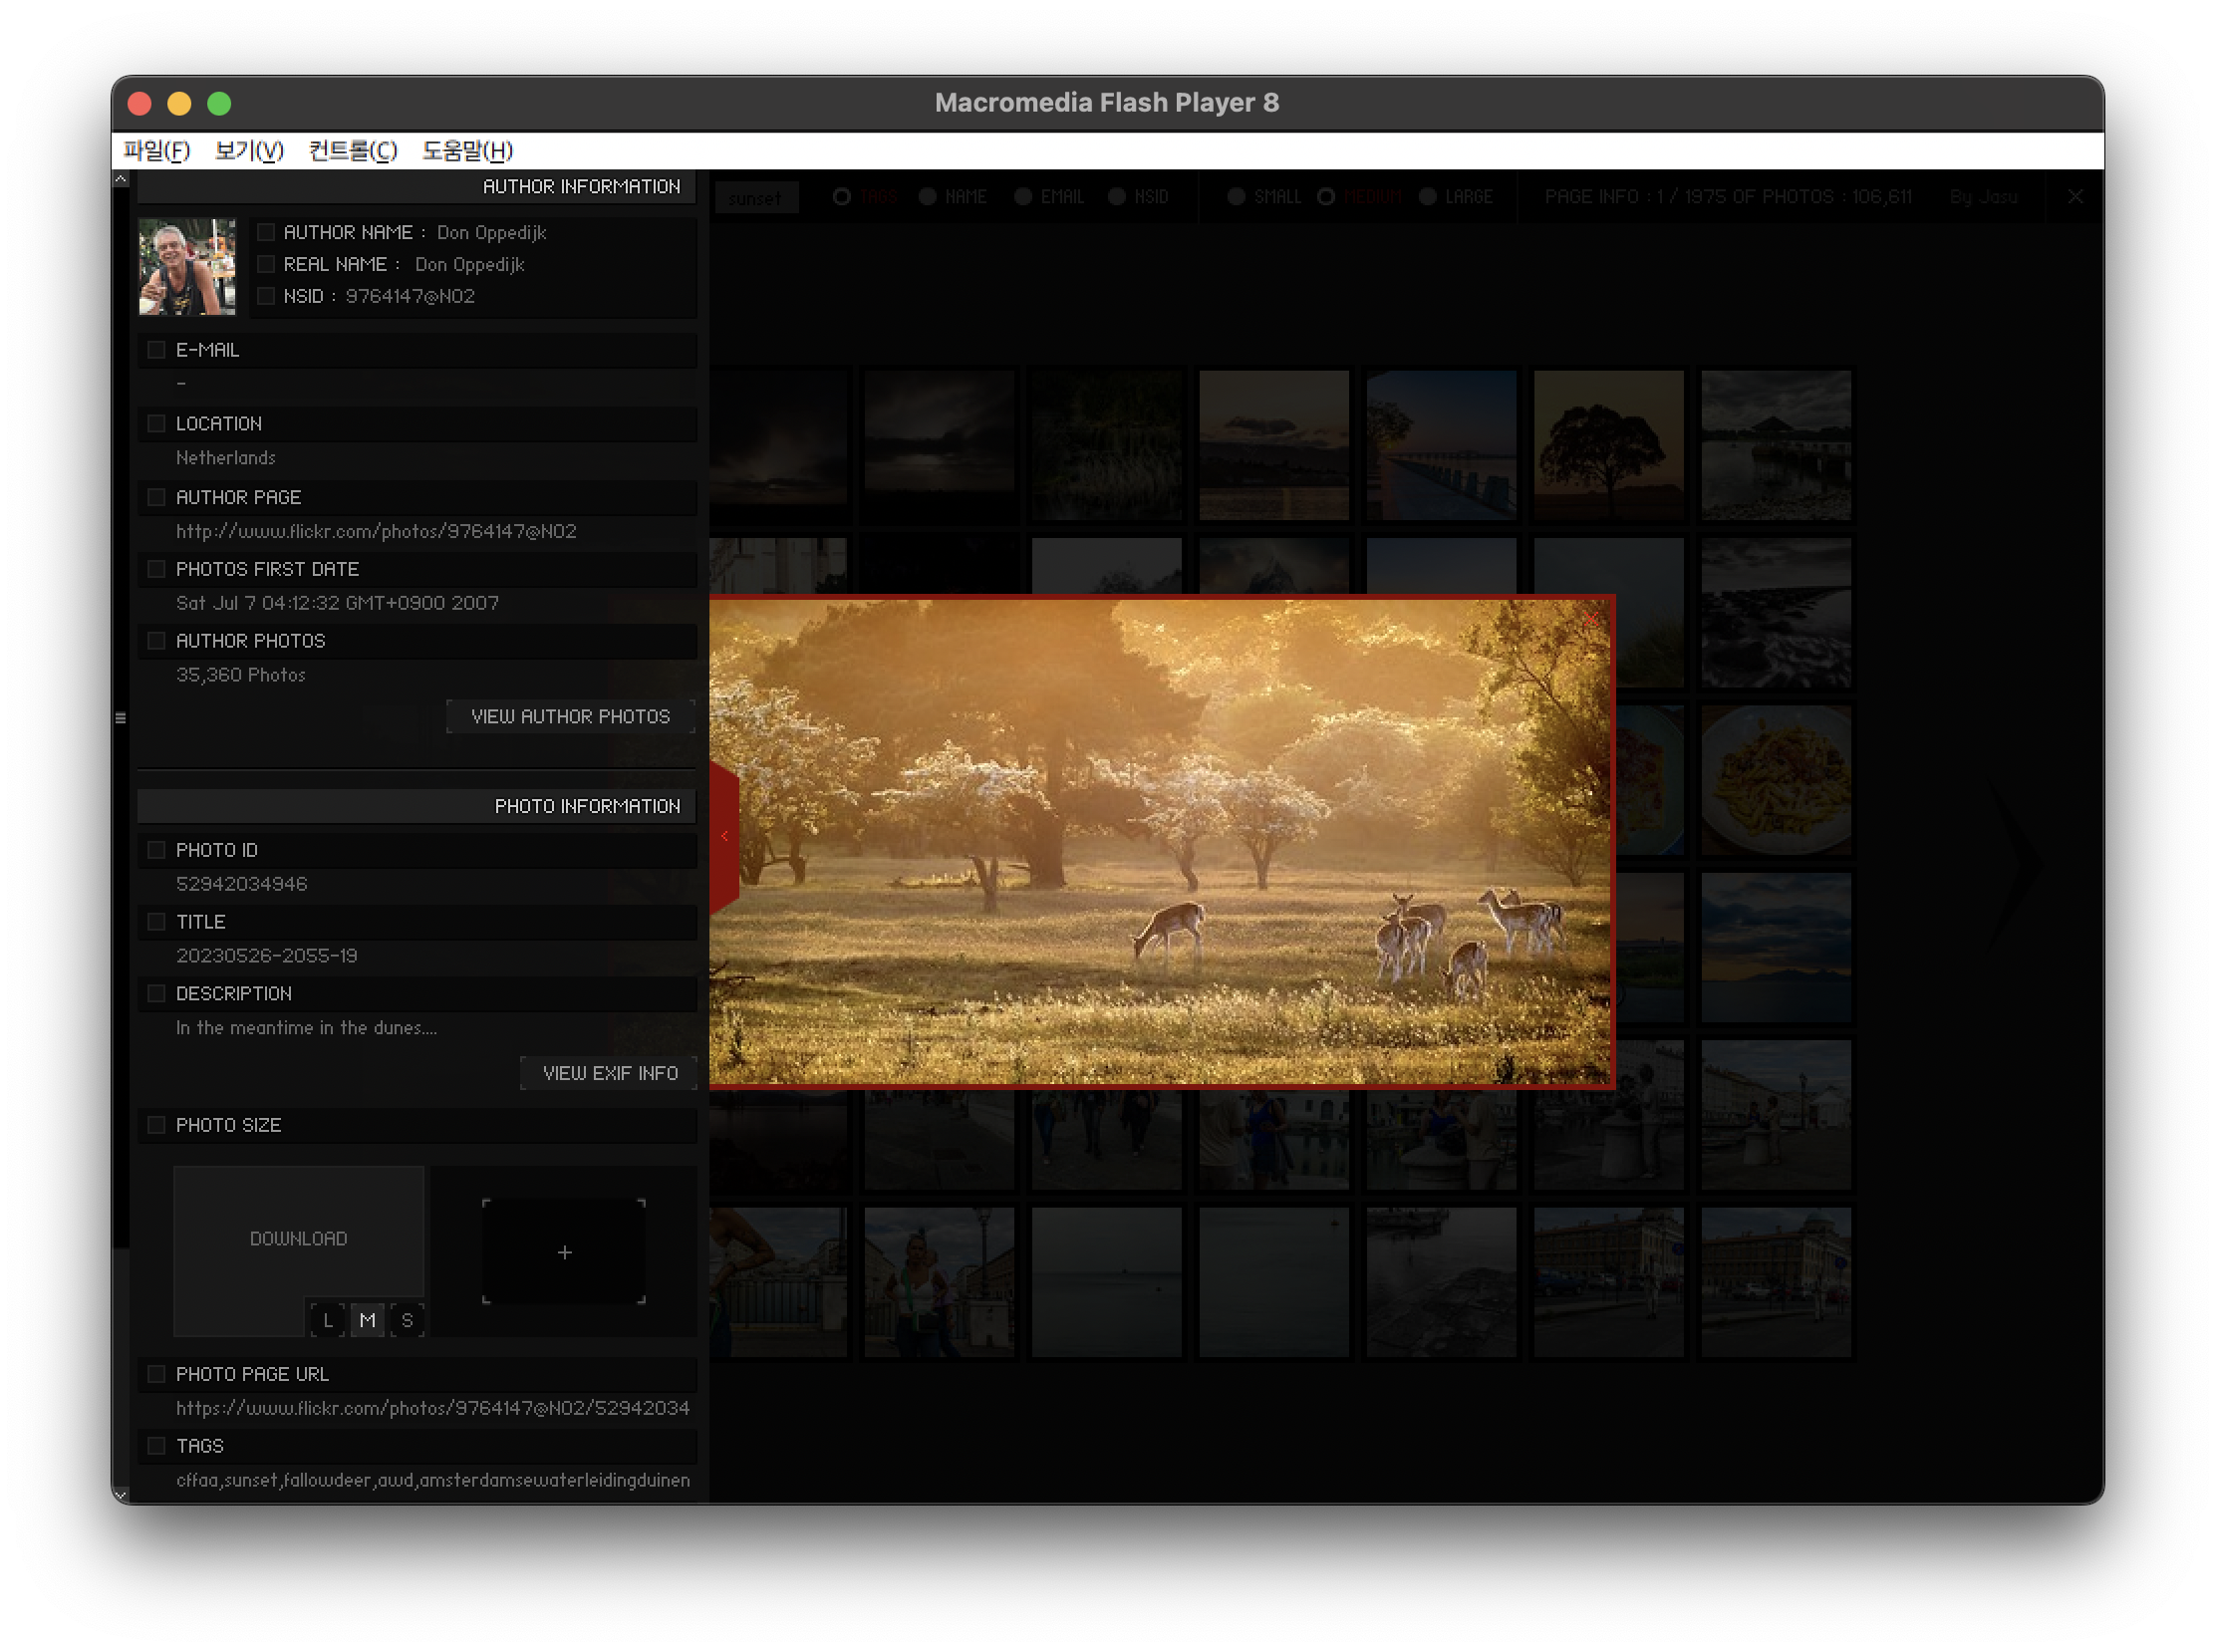 Macromedia Flash Player 8
파일(F) 보기(V) 컨트롤(C) 도움말(H)
AUTHOR INFORMATION
AUTHOR NAME : Don Oppedijk
REAL NAME : Don Oppedijk
NSID : 9764147@N02
E-MAIL
-
LOCATION
Netherlands
AUTHOR PAGE
http://www.flickr.com/photos/9764147@N02
PHOTOS FIRST DATE
Sat Jul 7 04:12:32 GMT+0900 2007
AUTHOR PHOTOS
35,360 Photos
VIEW AUTHOR PHOTOS
PHOTO INFORMATION
PHOTO ID
52942034946
TITLE
20230526-2055-19
DESCRIPTION
In the meantime in the dunes....
VIEW EXIF INFO
PHOTO SIZE
DOWNLOAD
L M S
+
PHOTO PAGE URL
https://www.flickr.com/photos/9764147@N02/52942034
TAGS
cffaa,sunset,fallowdeer,awd,amsterdamsewaterleidingduinen
sunset TAGS NAME EMAIL NSID SMALL MEDIUM LARGE PAGE INFO : 1 / 1975 OF PHOTOS : 106,611 By Jasu